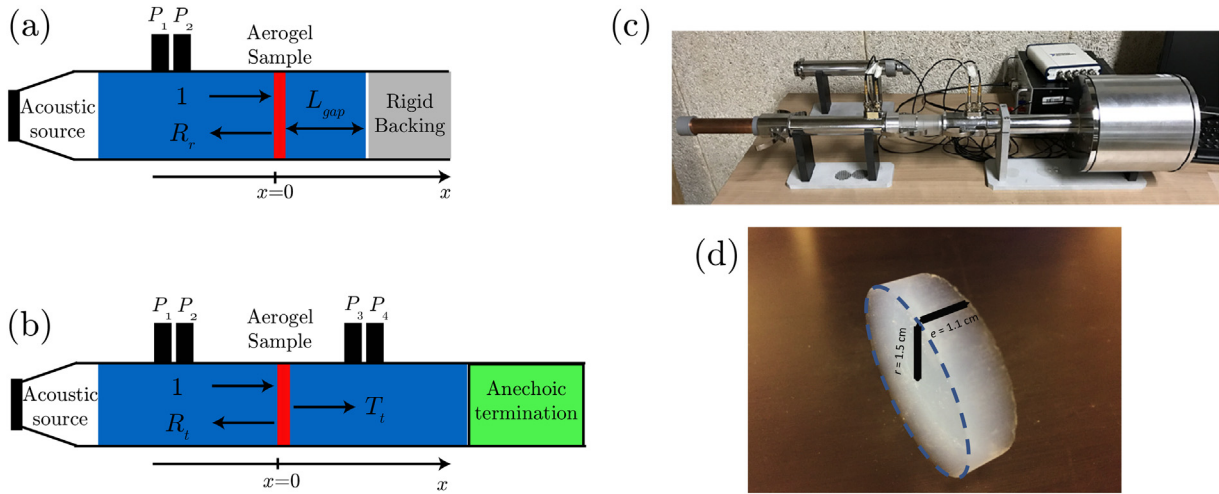 (a)
P₁ P₂
Aerogel
Sample
Acoustic
source
1
Rᵣ
L_gap
Rigid
Backing
x=0
x
(b)
P₁ P₂
Aerogel
Sample
P₃ P₄
Acoustic
source
1
Rₜ
Tₜ
Anechoic
termination
x=0
x
(c)
(d)
r = 1.5 cm
e = 1.1 cm